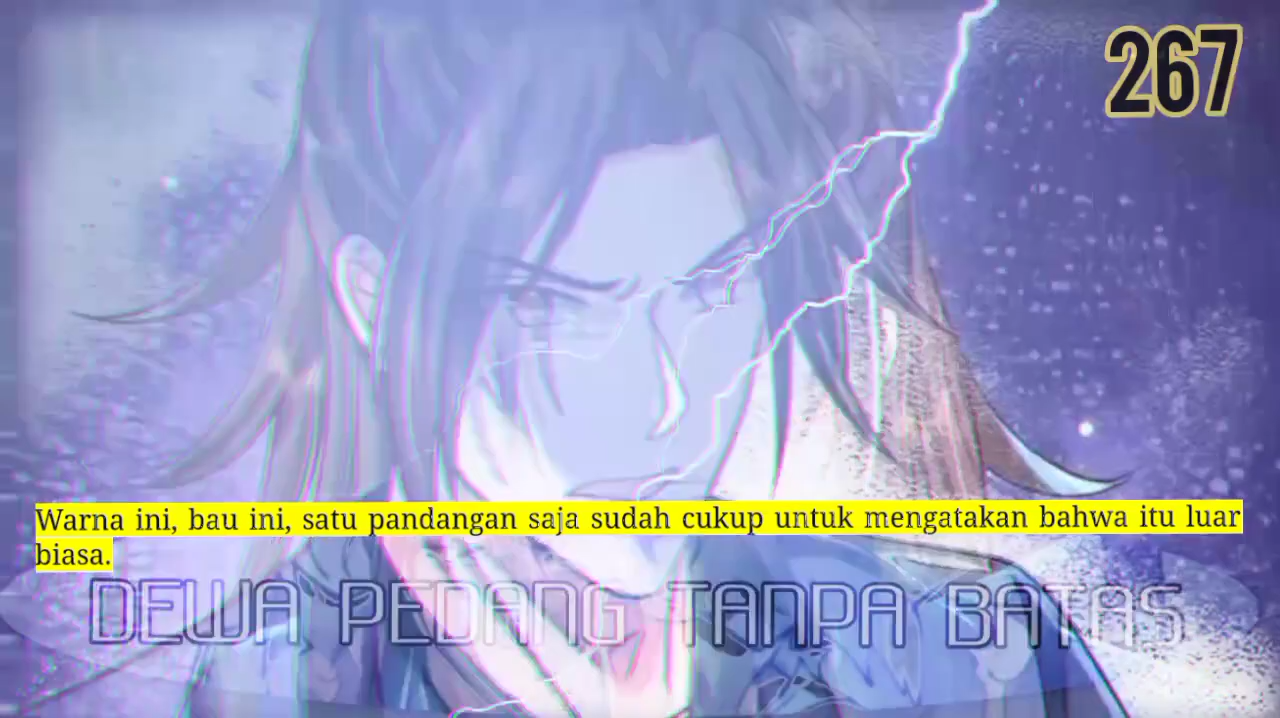 267
Warna ini, bau ini, satu pandangan saja sudah cukup untuk mengatakan bahwa itu luar
biasa.
DEWA PEDANG TANPA BATAS